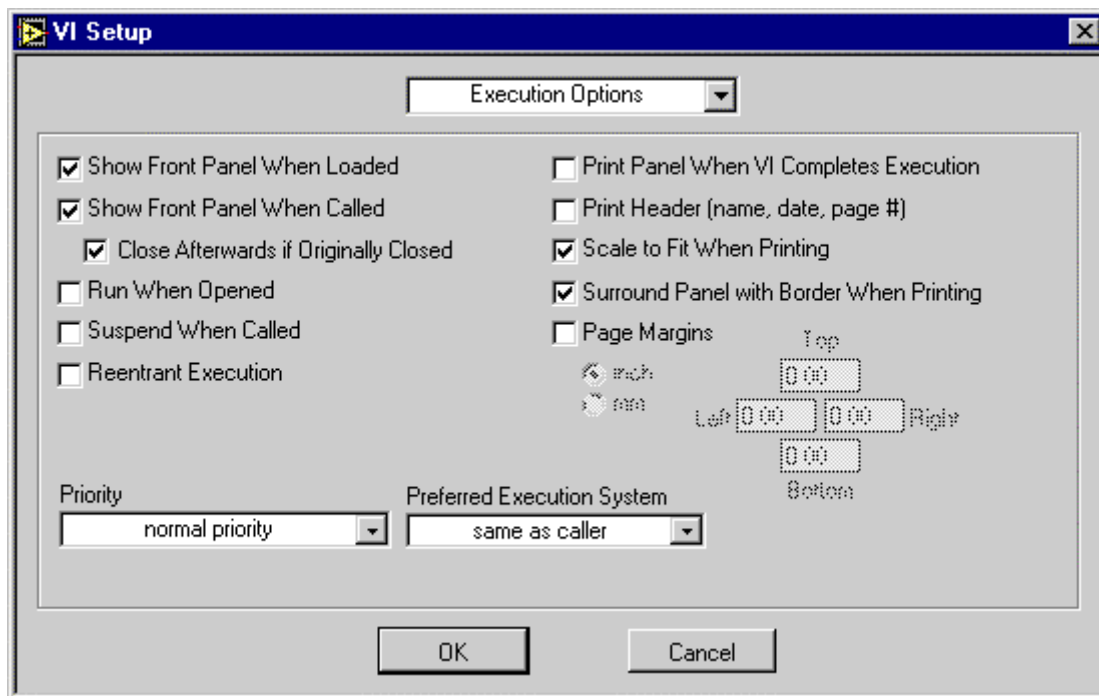 VI Setup
Execution Options
Show Front Panel When Loaded
Show Front Panel When Called
Close Afterwards if Originally Closed
Run When Opened
Suspend When Called
Reentrant Execution
Print Panel When VI Completes Execution
Print Header (name, date, page #)
Scale to Fit When Printing
Surround Panel with Border When Printing
Page Margins
inch
mm
Top
0.00
Left 0.00 0.00 Right
0.00
Bottom
Priority
normal priority
Preferred Execution System
same as caller
OK
Cancel